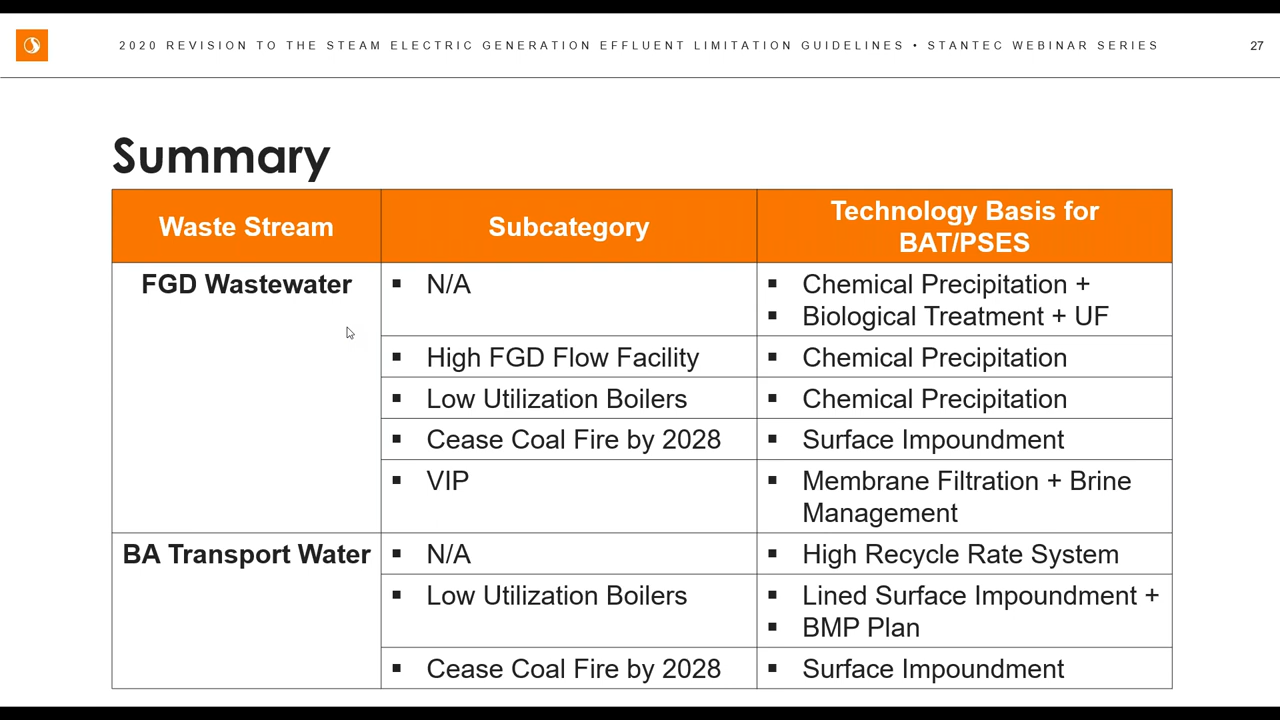 2020 REVISION TO THE STEAM ELECTRIC GENERATION EFFLUENT LIMITATION GUIDELINES • STANTEC WEBINAR SERIES
27
Summary
Waste Stream
Subcategory
Technology Basis for
BAT/PSES
FGD Wastewater
▪ N/A
▪ Chemical Precipitation +
▪ Biological Treatment + UF
▪ High FGD Flow Facility
▪ Chemical Precipitation
▪ Low Utilization Boilers
▪ Chemical Precipitation
▪ Cease Coal Fire by 2028
▪ Surface Impoundment
▪ VIP
▪ Membrane Filtration + Brine
Management
BA Transport Water
▪ N/A
▪ High Recycle Rate System
▪ Low Utilization Boilers
▪ Lined Surface Impoundment +
▪ BMP Plan
▪ Cease Coal Fire by 2028
▪ Surface Impoundment